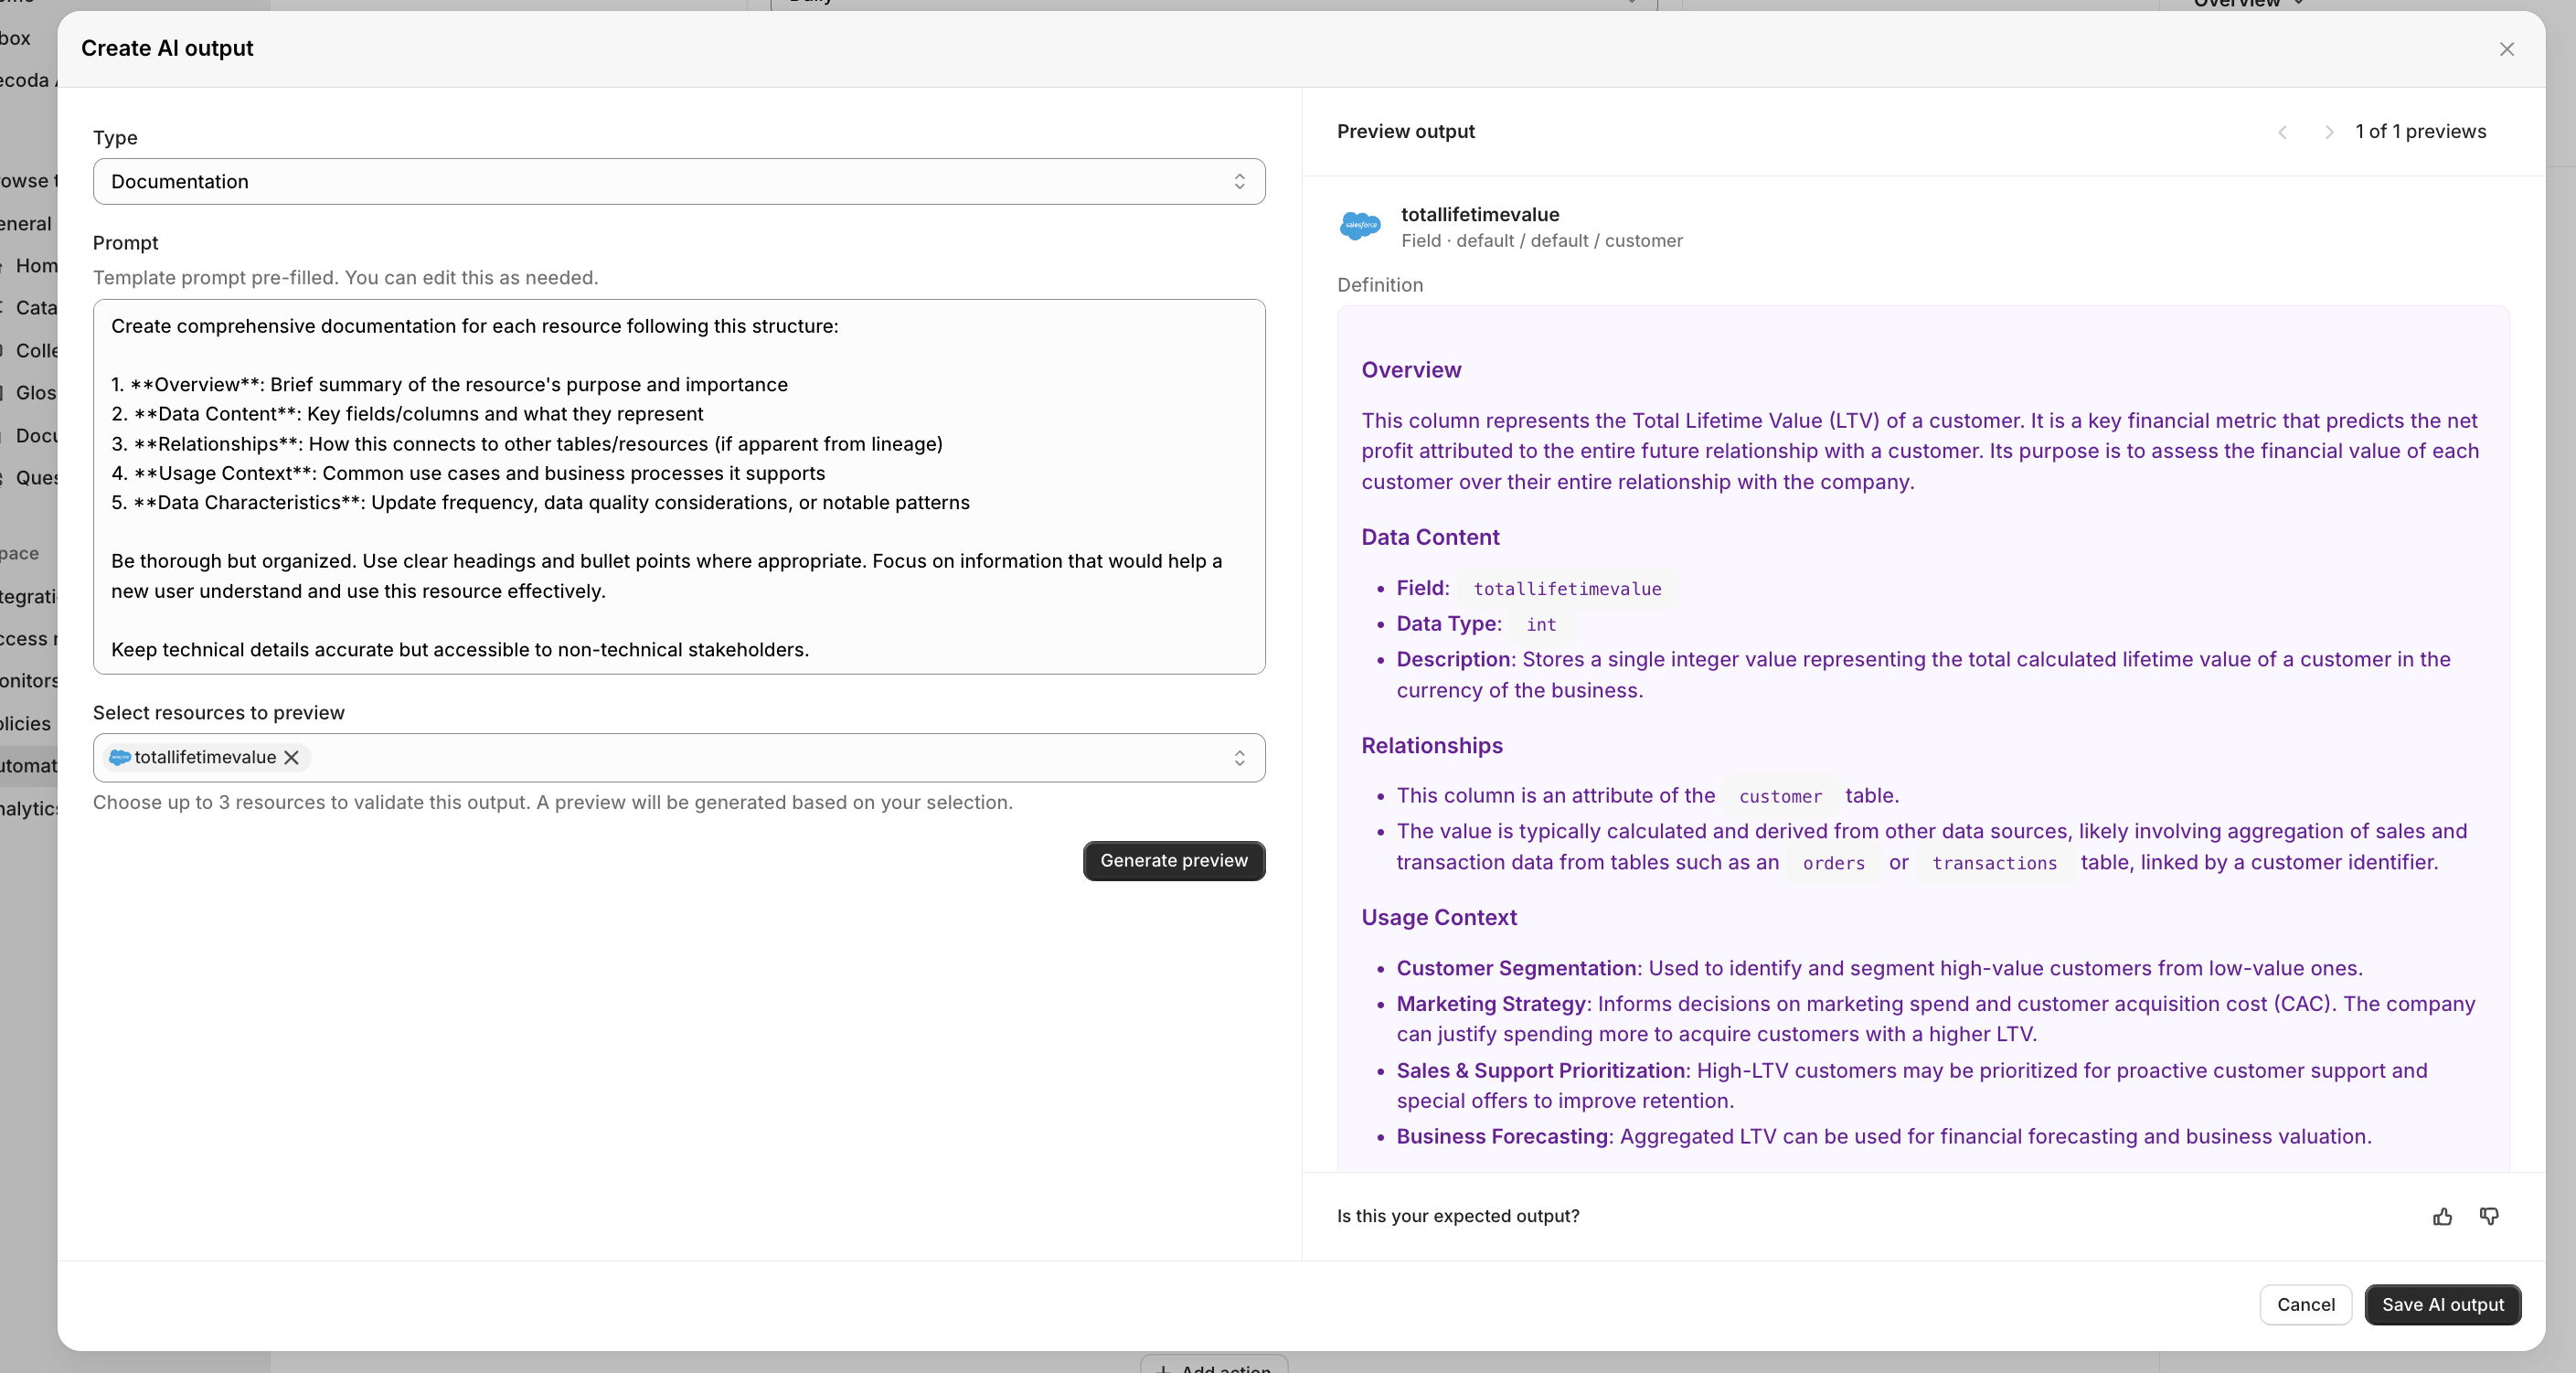 Create AI output
Type
Documentation
Prompt
Template prompt pre-filled. You can edit this as needed.
Create comprehensive documentation for each resource following this structure:
1. **Overview**: Brief summary of the resource's purpose and importance
2. **Data Content**: Key fields/columns and what they represent
3. **Relationships**: How this connects to other tables/resources (if apparent from lineage)
4. **Usage Context**: Common use cases and business processes it supports
5. **Data Characteristics**: Update frequency, data quality considerations, or notable patterns
Be thorough but organized. Use clear headings and bullet points where appropriate. Focus on information that would help a
new user understand and use this resource effectively.
Keep technical details accurate but accessible to non-technical stakeholders.
Select resources to preview
totallifetimevalue
Choose up to 3 resources to validate this output. A preview will be generated based on your selection.
Generate preview
Preview output
1 of 1 previews
salesforce
totallifetimevalue
Field · default / default / customer
Definition
Overview
This column represents the Total Lifetime Value (LTV) of a customer. It is a key financial metric that predicts the net
profit attributed to the entire future relationship with a customer. Its purpose is to assess the financial value of each
customer over their entire relationship with the company.
Data Content
• Field: totallifetimevalue
• Data Type: int
• Description: Stores a single integer value representing the total calculated lifetime value of a customer in the
currency of the business.
Relationships
• This column is an attribute of the customer table.
• The value is typically calculated and derived from other data sources, likely involving aggregation of sales and
transaction data from tables such as an orders or transactions table, linked by a customer identifier.
Usage Context
• Customer Segmentation: Used to identify and segment high-value customers from low-value ones.
• Marketing Strategy: Informs decisions on marketing spend and customer acquisition cost (CAC). The company
can justify spending more to acquire customers with a higher LTV.
• Sales & Support Prioritization: High-LTV customers may be prioritized for proactive customer support and
special offers to improve retention.
• Business Forecasting: Aggregated LTV can be used for financial forecasting and business valuation.
Is this your expected output?
Cancel
Save AI output